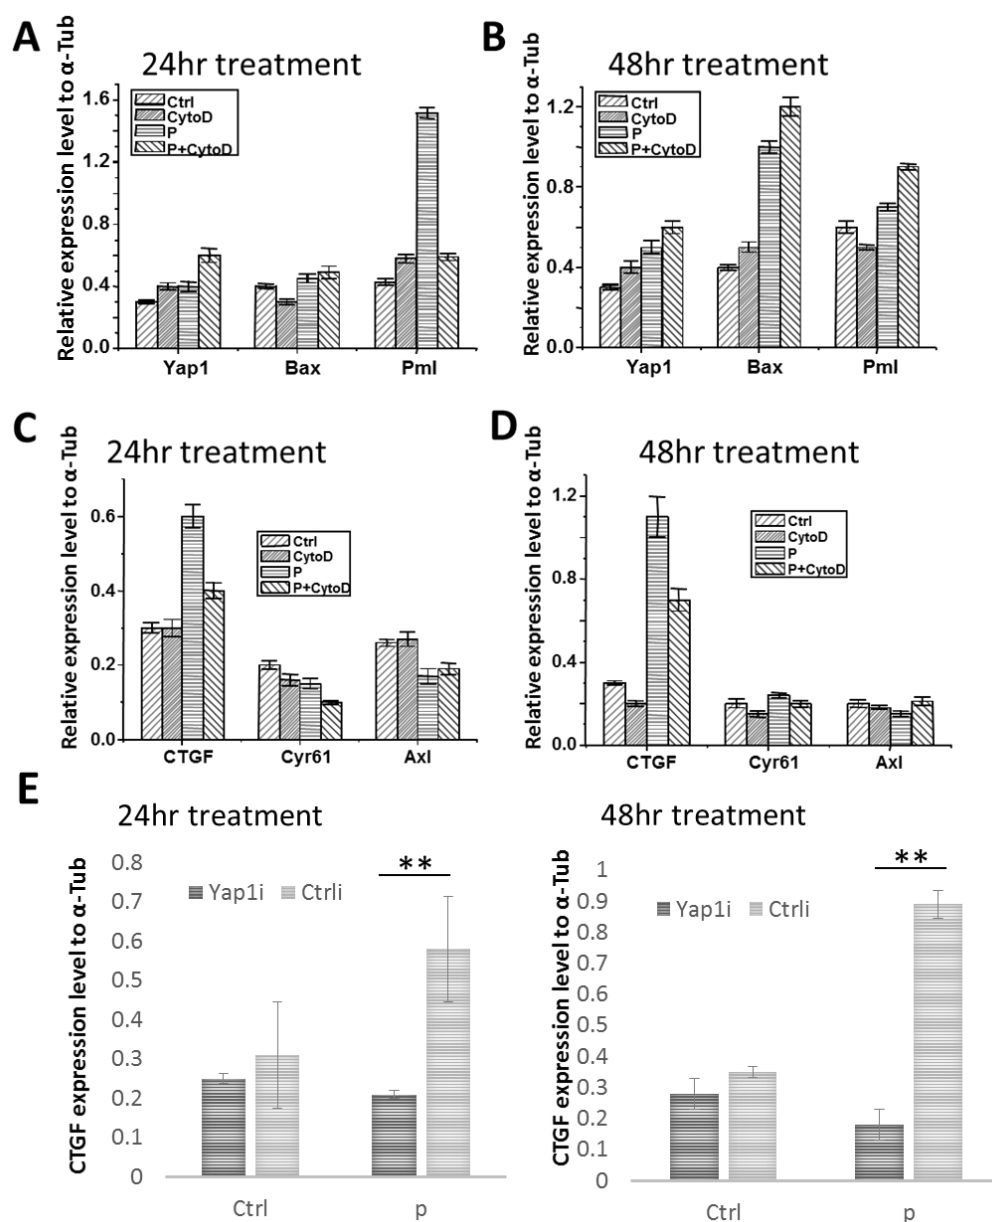 A
24hr treatment
Relative expression level to α-Tub
1.6
1.2
0.8
0.4
0.0
Ctrl
CytoD
P
P+CytoD
Yap1 Bax Pml
B
48hr treatment
Relative expression level to α-Tub
1.2
0.8
0.4
0.0
Ctrl
CytoD
P
P+CytoD
Yap1 Bax Pml
C
24hr treatment
Relative expression level to α-Tub
0.6
0.4
0.2
0.0
Ctrl
CytoD
P
P+CytoD
CTGF Cyr61 Axl
D
48hr treatment
Relative expression level to α-Tub
1.2
0.8
0.4
0.0
Ctrl
CytoD
P
P+CytoD
CTGF Cyr61 Axl
E
24hr treatment
CTGF expression level to α-Tub
0.8
0.7
0.6
0.5
0.4
0.3
0.2
0.1
0
Yap1i Ctrli
**
Ctrl p
48hr treatment
CTGF expression level to α-Tub
1
0.9
0.8
0.7
0.6
0.5
0.4
0.3
0.2
0.1
0
Yap1i Ctrli
**
Ctrl p